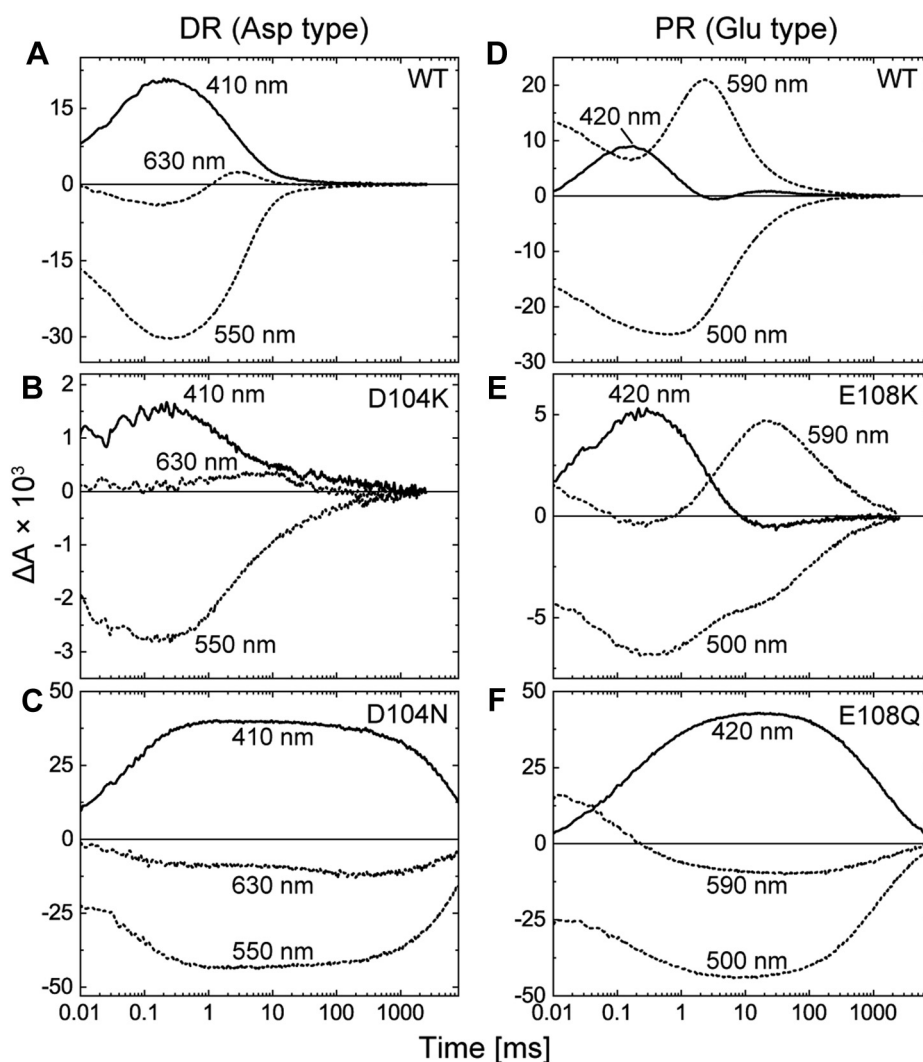 DR (Asp type)
PR (Glu type)
A
WT
410 nm
630 nm
550 nm
15
0
-15
-30
D
WT
590 nm
420 nm
500 nm
20
10
0
-10
-20
-30
B
D104K
410 nm
630 nm
550 nm
2
1
0
-1
-2
-3
E
E108K
420 nm
590 nm
500 nm
5
0
-5
ΔA × 10³
C
D104N
410 nm
630 nm
550 nm
50
25
0
-25
-50
F
E108Q
420 nm
590 nm
500 nm
50
25
0
-25
-50
0.01 0.1 1 10 100 1000
0.01 0.1 1 10 100 1000
Time [ms]